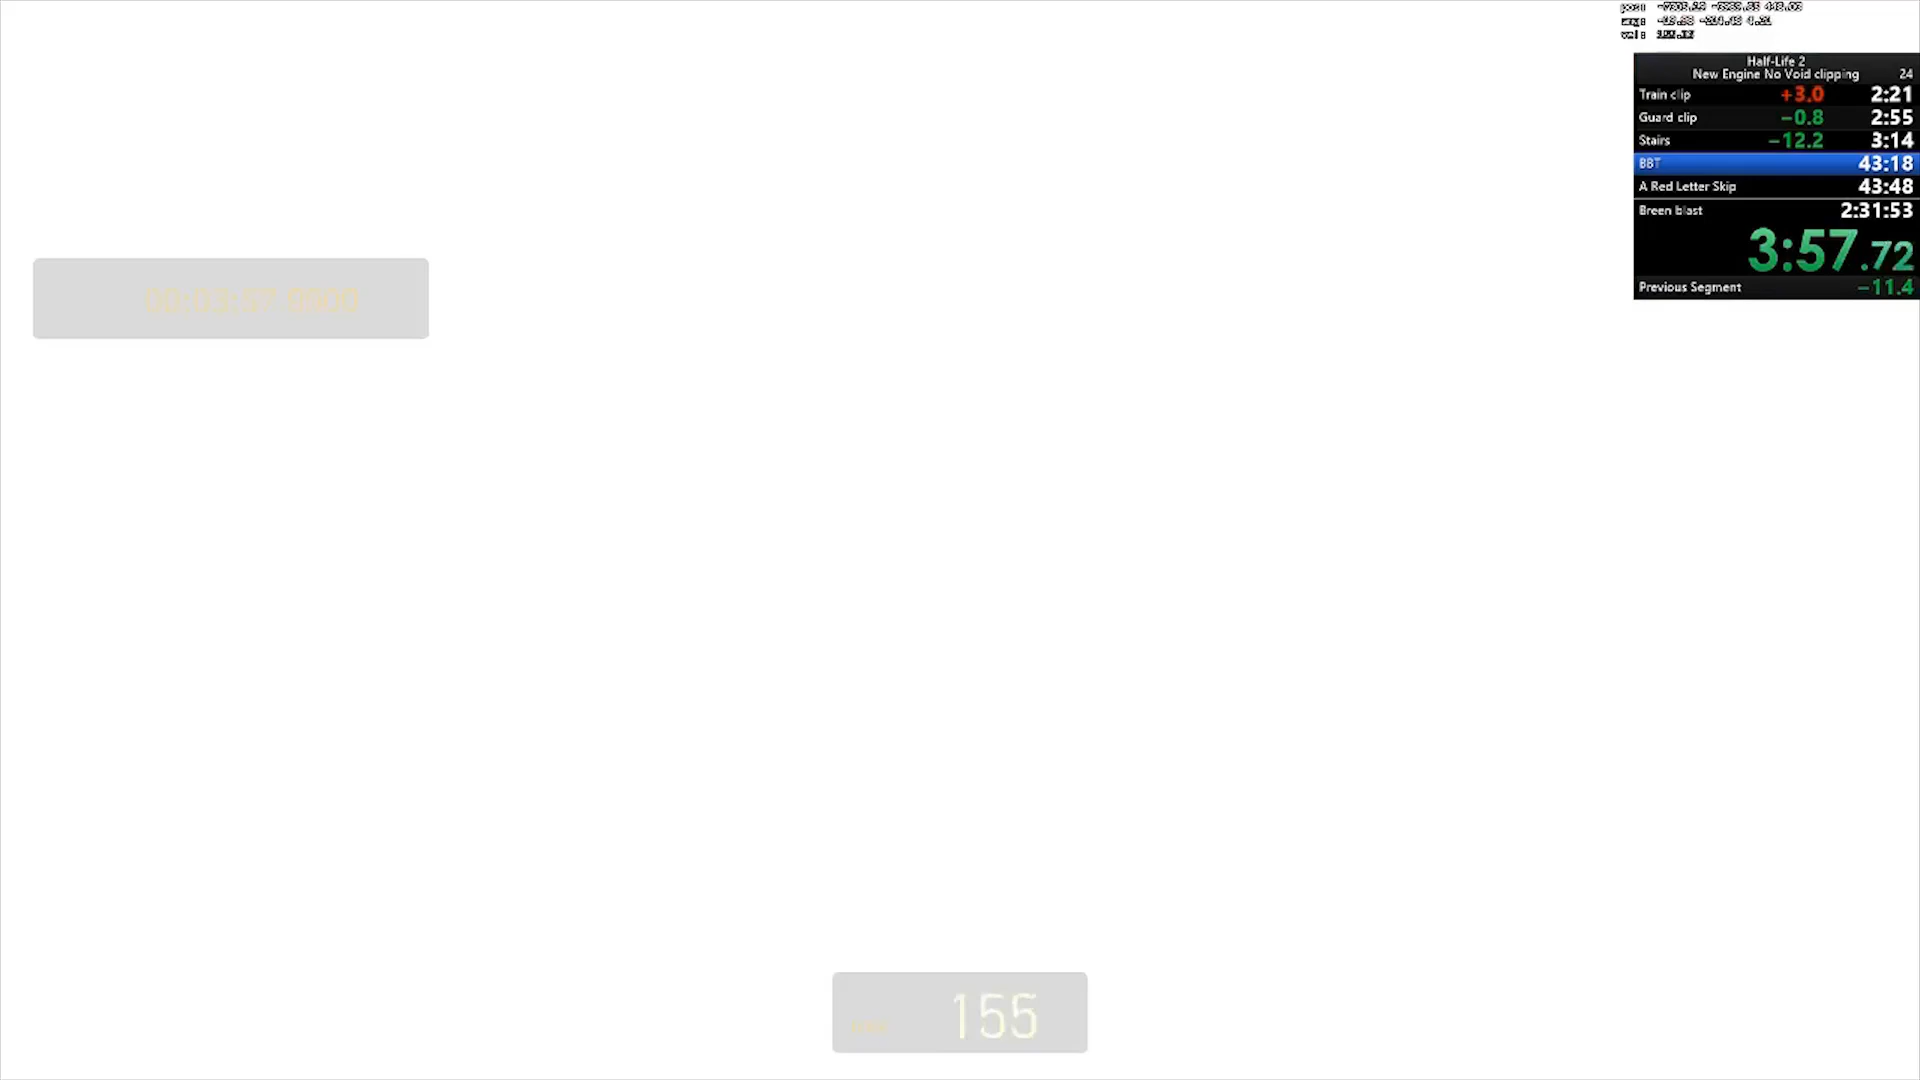 Half-Life 2
New Engine No Void clipping 24
Train clip +3.0 2:21
Guard clip −0.8 2:55
Stairs −12.2 3:14
BBT 43:18
A Red Letter Skip 43:48
Breen blast 2:31:53
3:57.72
Previous Segment −11.4
155